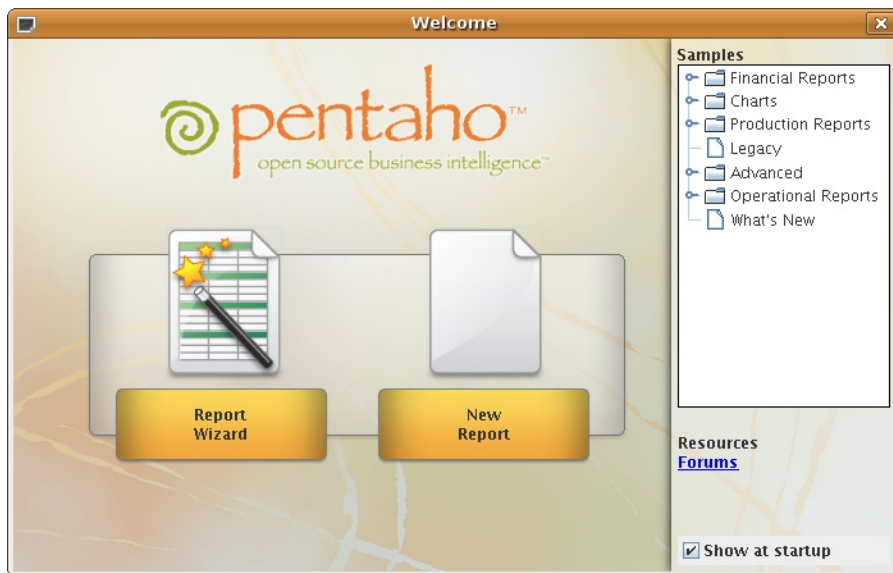 Welcome
pentaho™
open source business intelligence™
Report
Wizard
New
Report
Samples
Financial Reports
Charts
Production Reports
Legacy
Advanced
Operational Reports
What's New
Resources
Forums
Show at startup